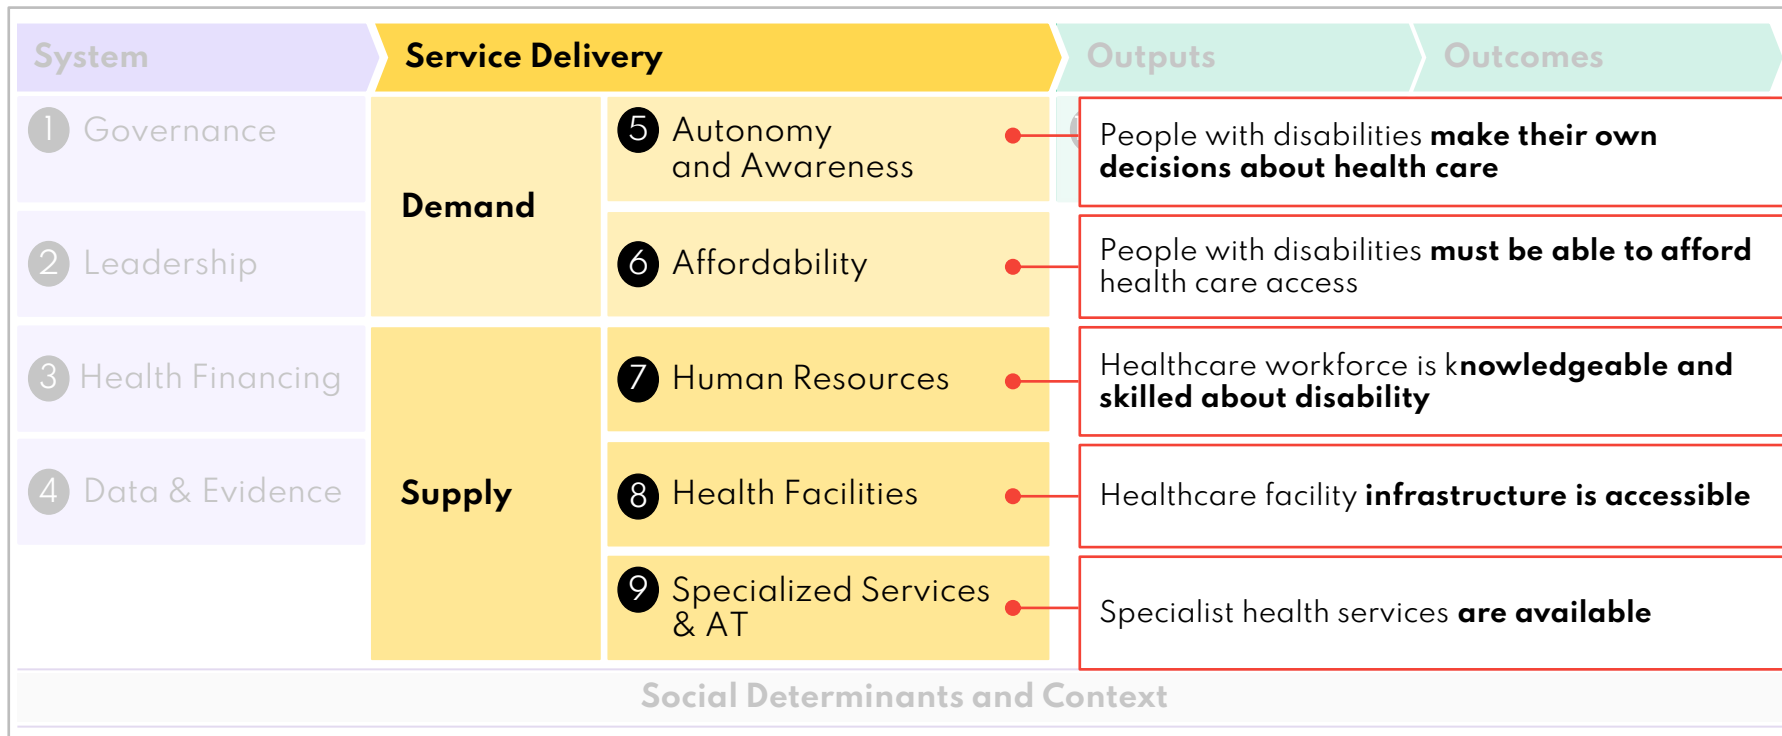 System
Service Delivery
Outputs
Outcomes
1 Governance
2 Leadership
3 Health Financing
4 Data & Evidence
Demand
Supply
5 Autonomy
and Awareness
6 Affordability
7 Human Resources
8 Health Facilities
9 Specialized Services
& AT
People with disabilities make their own
decisions about health care
People with disabilities must be able to afford
health care access
Healthcare workforce is knowledgeable and
skilled about disability
Healthcare facility infrastructure is accessible
Specialist health services are available
Social Determinants and Context